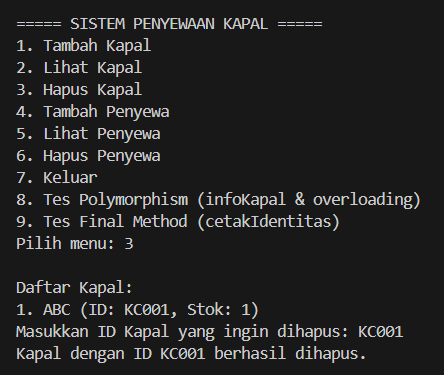 ===== SISTEM PENYEWAAN KAPAL =====
1. Tambah Kapal
2. Lihat Kapal
3. Hapus Kapal
4. Tambah Penyewa
5. Lihat Penyewa
6. Hapus Penyewa
7. Keluar
8. Tes Polymorphism (infoKapal & overloading)
9. Tes Final Method (cetakIdentitas)
Pilih menu: 3

Daftar Kapal:
1. ABC (ID: KC001, Stok: 1)
Masukkan ID Kapal yang ingin dihapus: KC001
Kapal dengan ID KC001 berhasil dihapus.